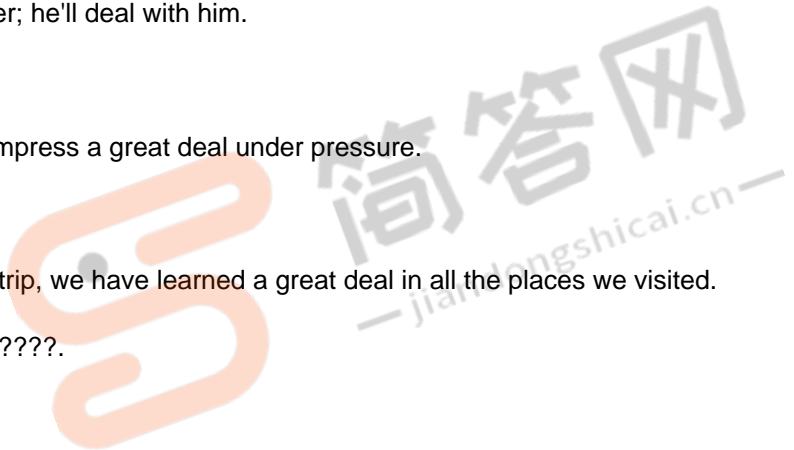 er; he'll deal with him.
mpress a great deal under pressure.
trip, we have learned a great deal in all the places we visited.
????.
简答网
jiandongshicai.cn